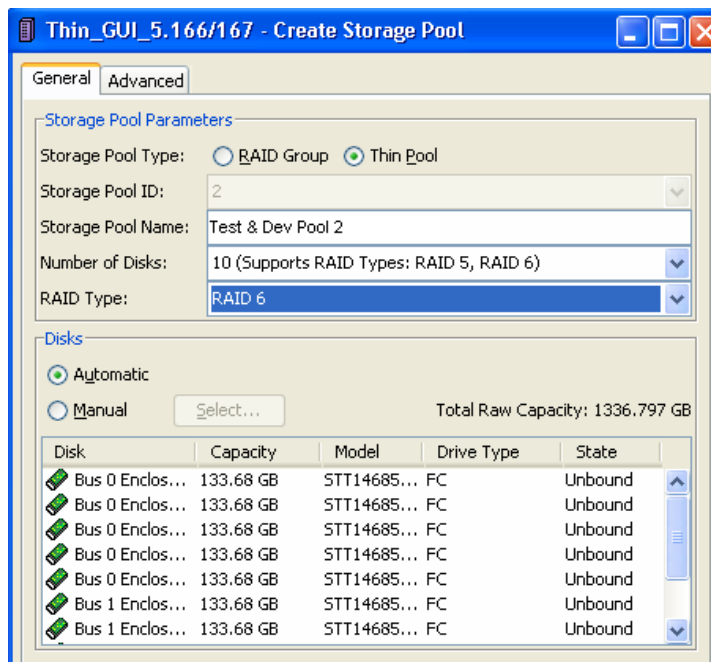 Thin_GUI_5.166/167 - Create Storage Pool
General Advanced
Storage Pool Parameters
Storage Pool Type: RAID Group Thin Pool
Storage Pool ID: 2
Storage Pool Name: Test & Dev Pool 2
Number of Disks: 10 (Supports RAID Types: RAID 5, RAID 6)
RAID Type: RAID 6
Disks
Automatic
Manual Select... Total Raw Capacity: 1336.797 GB
Disk Capacity Model Drive Type State
Bus 0 Enclos... 133.68 GB STT14685... FC Unbound
Bus 0 Enclos... 133.68 GB STT14685... FC Unbound
Bus 0 Enclos... 133.68 GB STT14685... FC Unbound
Bus 0 Enclos... 133.68 GB STT14685... FC Unbound
Bus 0 Enclos... 133.68 GB STT14685... FC Unbound
Bus 1 Enclos... 133.68 GB STT14685... FC Unbound
Bus 1 Enclos... 133.68 GB STT14685... FC Unbound